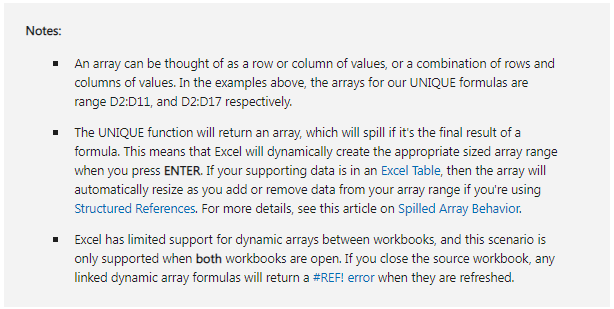 Notes:
An array can be thought of as a row or column of values, or a combination of rows and
columns of values. In the examples above, the arrays for our UNIQUE formulas are
range D2:D11, and D2:D17 respectively.
The UNIQUE function will return an array, which will spill if it's the final result of a
formula. This means that Excel will dynamically create the appropriate sized array range
when you press ENTER. If your supporting data is in an Excel Table, then the array will
automatically resize as you add or remove data from your array range if you're using
Structured References. For more details, see this article on Spilled Array Behavior.
Excel has limited support for dynamic arrays between workbooks, and this scenario is
only supported when both workbooks are open. If you close the source workbook, any
linked dynamic array formulas will return a #REF! error when they are refreshed.